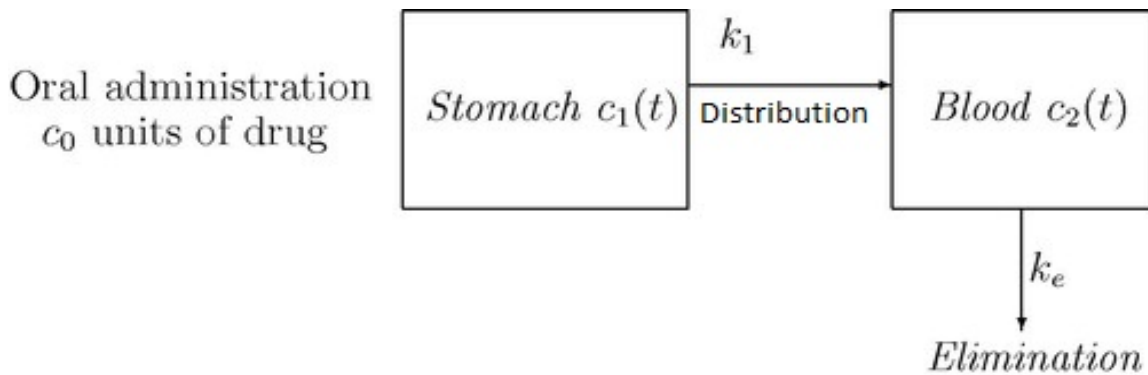 Oral administration
c₀ units of drug
Stomach c₁(t)
k₁
Distribution
Blood c₂(t)
kₑ
Elimination